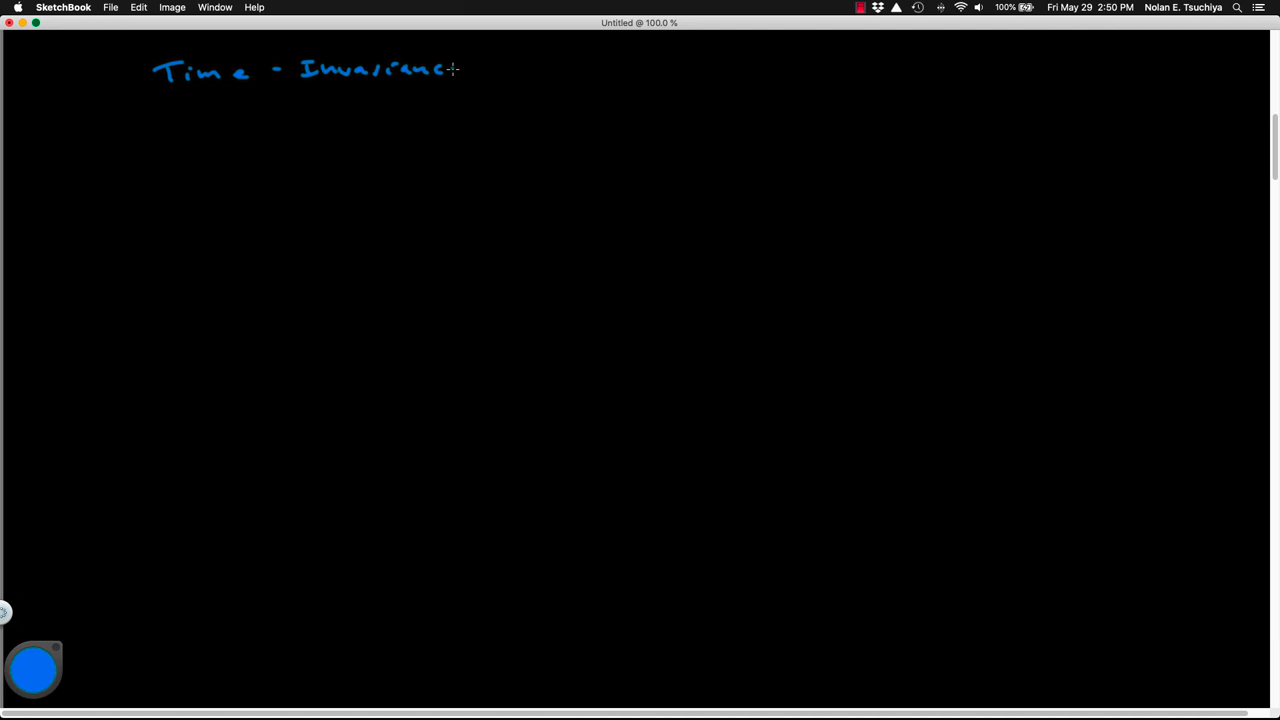 SketchBook File Edit Image Window Help 100% Fri May 29 2:50 PM Nolan E. Tsuchiya
Untitled @ 100.0 %
Time - Invarianc